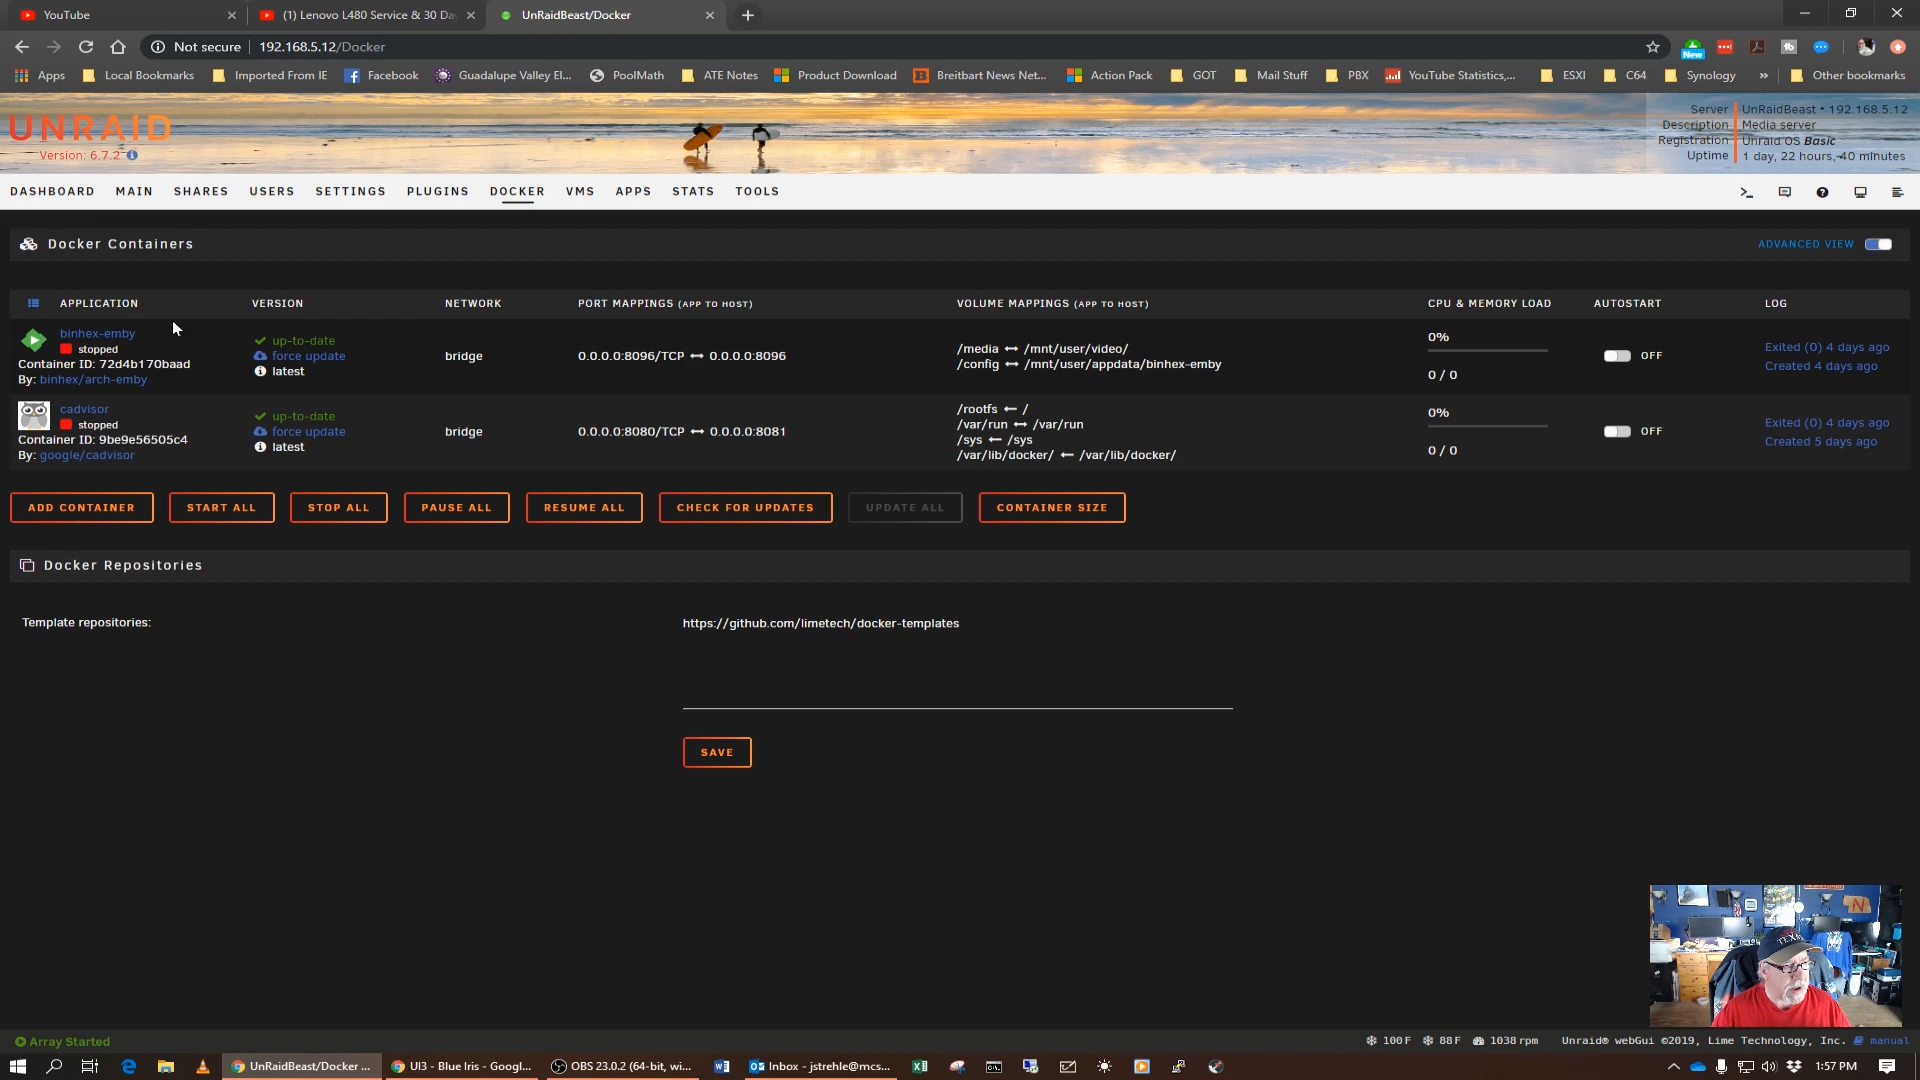 YouTube
(1) Lenovo L480 Service & 30 Da
UnRaidBeast/Docker
Not secure | 192.168.5.12/Docker
New
Apps
Local Bookmarks
Imported From IE
Facebook
Guadalupe Valley El...
PoolMath
ATE Notes
Product Download
Breitbart News Net...
Action Pack
GOT
Mail Stuff
PBX
YouTube Statistics,...
ESXI
C64
Synology
»
Other bookmarks
UNRAID
Version: 6.7.2
Server UnRaidBeast • 192.168.5.12
Description Media server
Registration Unraid OS Basic
Uptime 1 day, 22 hours, 40 minutes
DASHBOARD MAIN SHARES USERS SETTINGS PLUGINS DOCKER VMS APPS STATS TOOLS
Docker Containers
ADVANCED VIEW
APPLICATION VERSION NETWORK PORT MAPPINGS (APP TO HOST) VOLUME MAPPINGS (APP TO HOST) CPU & MEMORY LOAD AUTOSTART LOG
binhex-emby
stopped
Container ID: 72d4b170baad
By: binhex/arch-emby
up-to-date
force update
latest
bridge
0.0.0.0:8096/TCP ↔ 0.0.0.0:8096
/media ↔ /mnt/user/video/
/config ↔ /mnt/user/appdata/binhex-emby
0%
0 / 0
OFF
Exited (0) 4 days ago
Created 4 days ago
cadvisor
stopped
Container ID: 9be9e56505c4
By: google/cadvisor
up-to-date
force update
latest
bridge
0.0.0.0:8080/TCP ↔ 0.0.0.0:8081
/rootfs ← /
/var/run ↔ /var/run
/sys ← /sys
/var/lib/docker/ ← /var/lib/docker/
0%
0 / 0
OFF
Exited (0) 4 days ago
Created 5 days ago
ADD CONTAINER START ALL STOP ALL PAUSE ALL RESUME ALL CHECK FOR UPDATES UPDATE ALL CONTAINER SIZE
Docker Repositories
Template repositories:
https://github.com/limetech/docker-templates
SAVE
TEXAS
Array Started
100 F 88 F 1038 rpm Unraid® webGui ©2019, Lime Technology, Inc. manual
UnRaidBeast/Docker ...
UI3 - Blue Iris - Googl...
OBS 23.0.2 (64-bit, wi...
Inbox - jstrehle@mcs...
1:57 PM